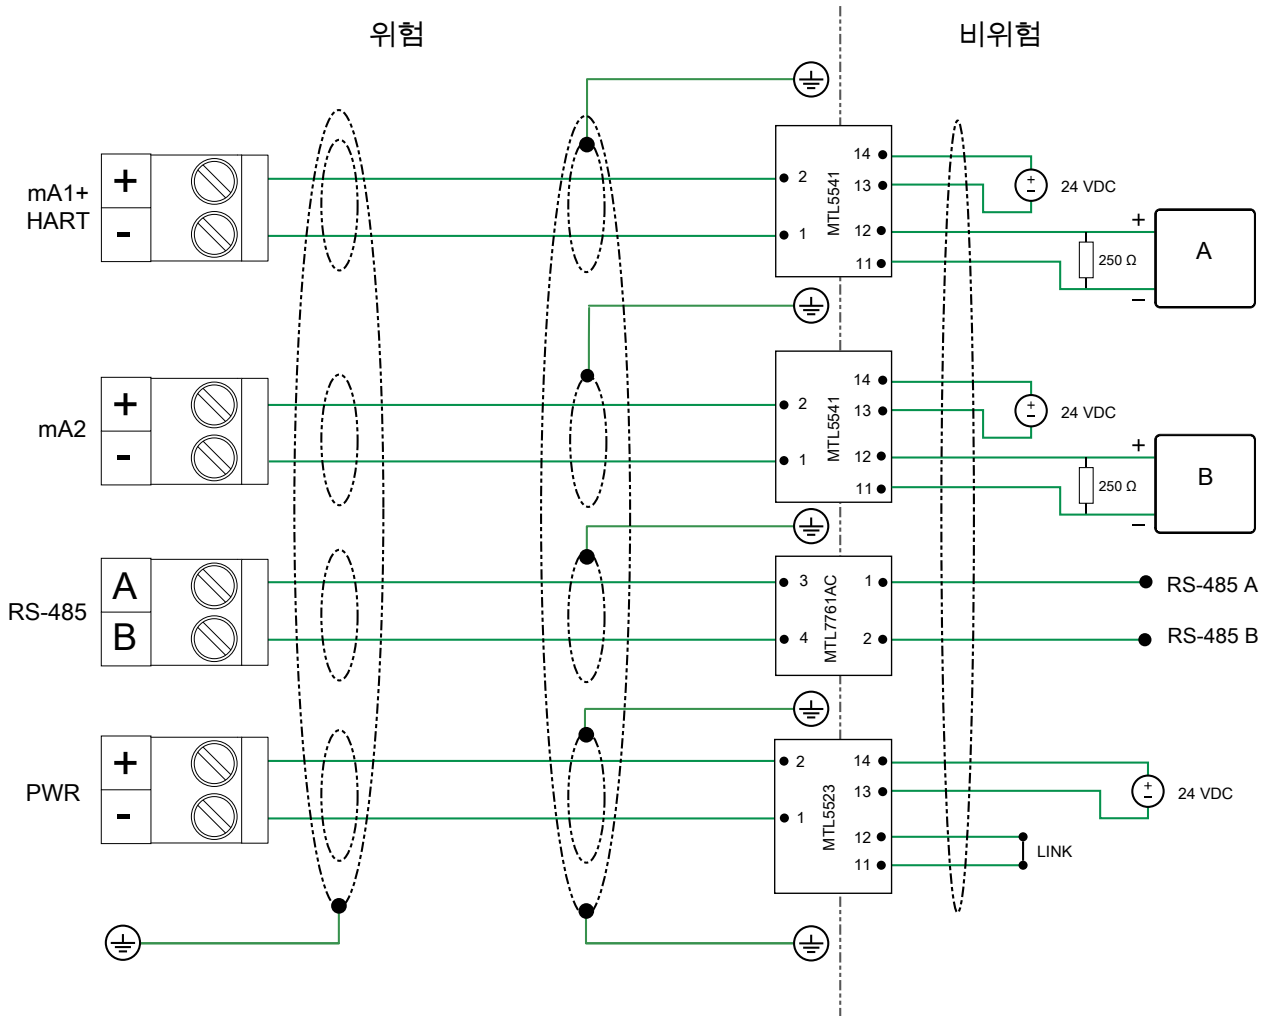 위험
비위험
mA1+
HART
+
-
2
1
MTL5541
14
13
12
11
+
-
24 VDC
250 Ω
+
–
A
mA2
+
-
2
1
MTL5541
14
13
12
11
+
-
24 VDC
250 Ω
+
–
B
RS-485
A
B
3
4
MTL7761AC
1
2
RS-485 A
RS-485 B
PWR
+
-
2
1
MTL5523
14
13
12
11
+
-
24 VDC
LINK